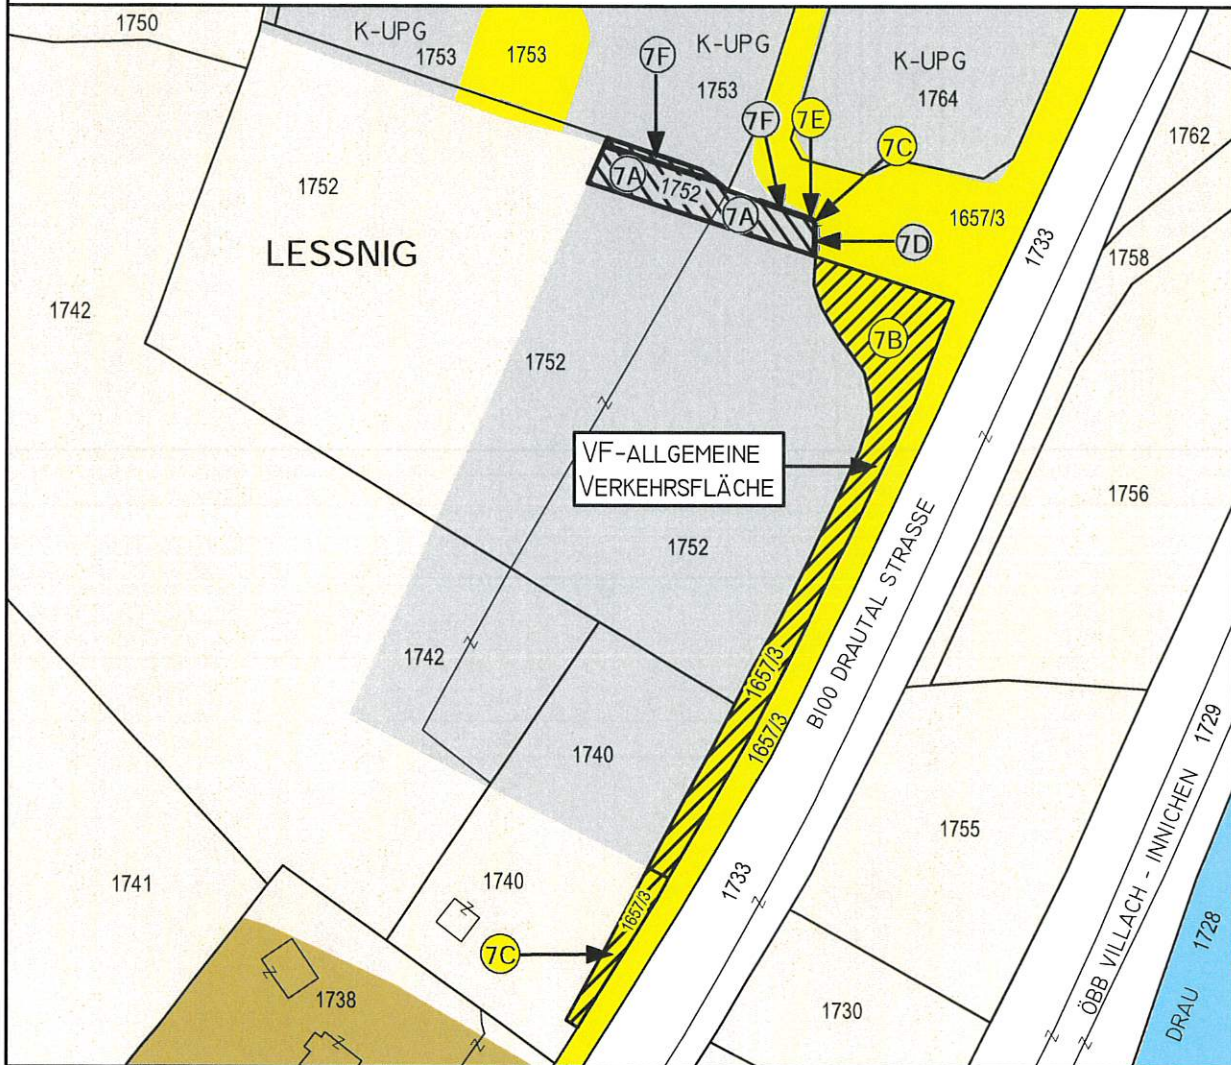 1750
K-UPG
1753
1753
7F
K-UPG
1753
K-UPG
1764
7F
7E
7C
1762
1752
7A
1752
7A
1657/3
7D
1733
1758
LESSNIG
1742
7B
1752
VF-ALLGEMEINE
VERKEHRSFLÄCHE
1756
1752
B100 DRAUTAL STRASSE
1742
1657/3
1657/3
1740
1729
ÖBB VILLACH - INNICHEN
1755
1741
1740
1733
1657/3
7C
1728
DRAU
1738
1730